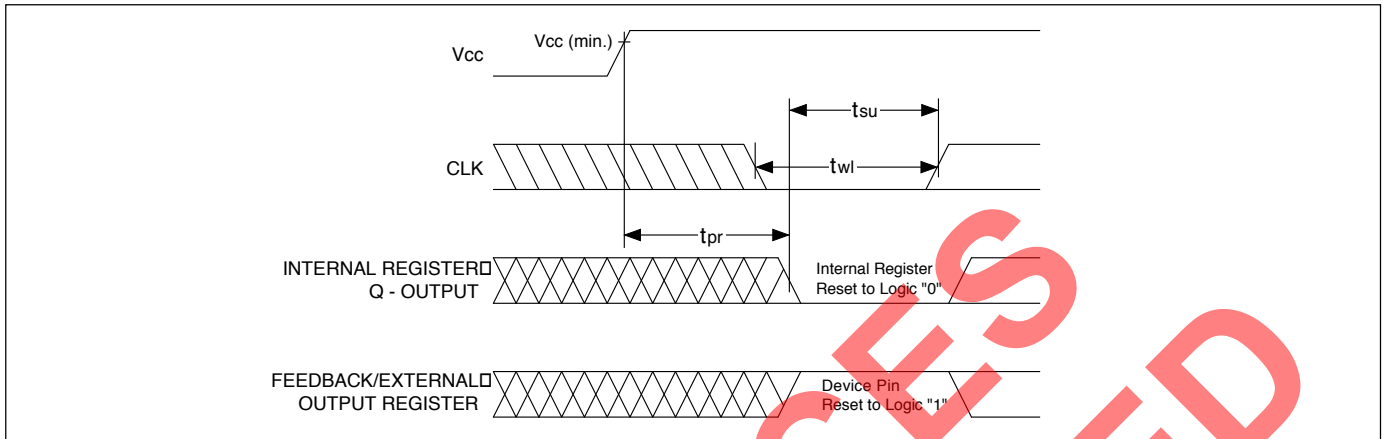 Vcc
Vcc (min.)
tsu
CLK
twl
tpr
INTERNAL REGISTER
Q - OUTPUT
Internal Register
Reset to Logic "0"
FEEDBACK/EXTERNAL
OUTPUT REGISTER
Device Pin
Reset to Logic "1"